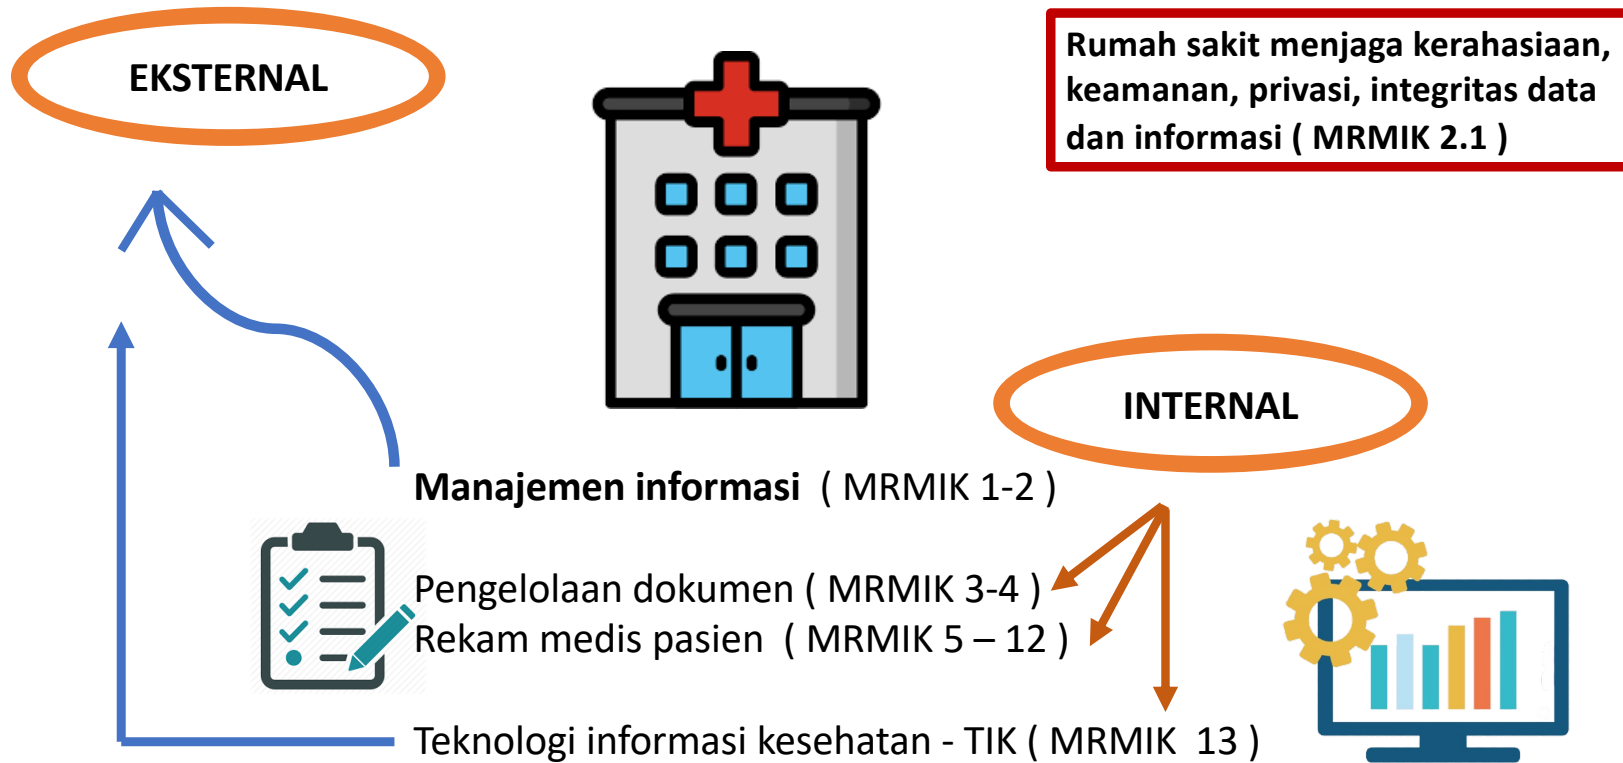 EKSTERNAL
Rumah sakit menjaga kerahasiaan,
keamanan, privasi, integritas data
dan informasi ( MRMIK 2.1 )
INTERNAL
Manajemen informasi ( MRMIK 1-2 )
Pengelolaan dokumen ( MRMIK 3-4 )
Rekam medis pasien ( MRMIK 5 – 12 )
Teknologi informasi kesehatan - TIK ( MRMIK 13 )